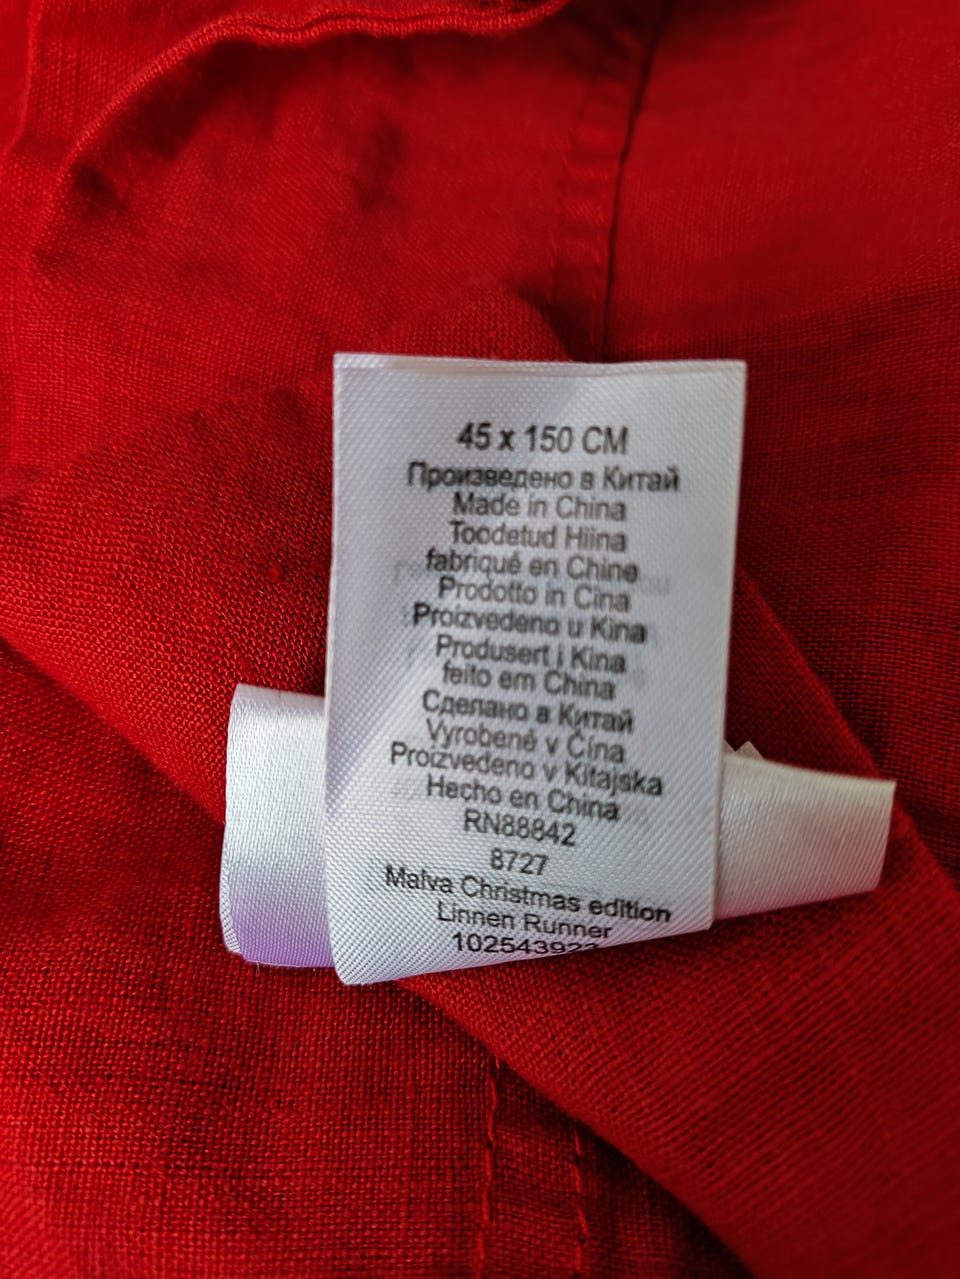 45 x 150 CM
Произведено в Китай
Made in China
Toodetud Hiina
fabriqué en Chine
Prodotto in Cina
Proizvedeno u Kina
Produsert i Kina
feito em China
Сделано в Китай
Vyrobené v Čína
Proizvedeno v Kitajska
Hecho en China
RN88842
8727
Malva Christmas edition
Linnen Runner